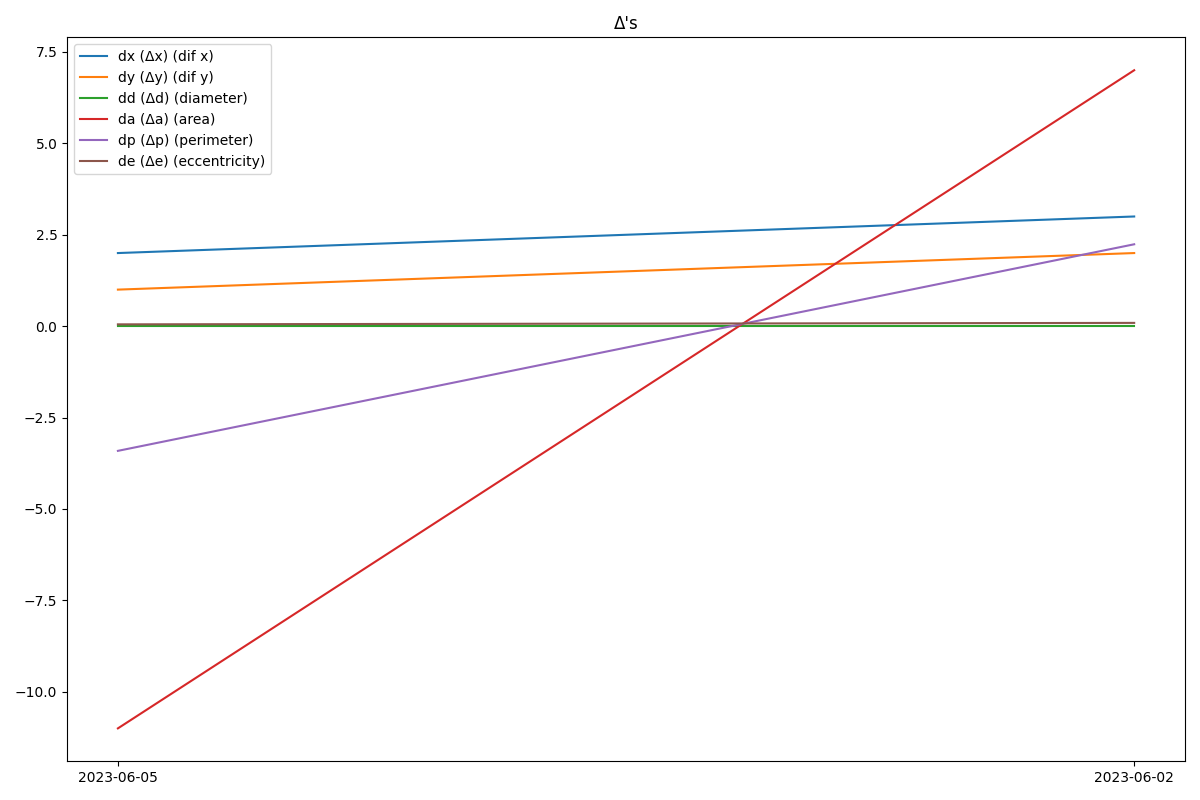 Δ's
dx (Δx) (dif x)
dy (Δy) (dif y)
dd (Δd) (diameter)
da (Δa) (area)
dp (Δp) (perimeter)
de (Δe) (eccentricity)
7.5
5.0
2.5
0.0
−2.5
−5.0
−7.5
−10.0
2023-06-05 2023-06-02